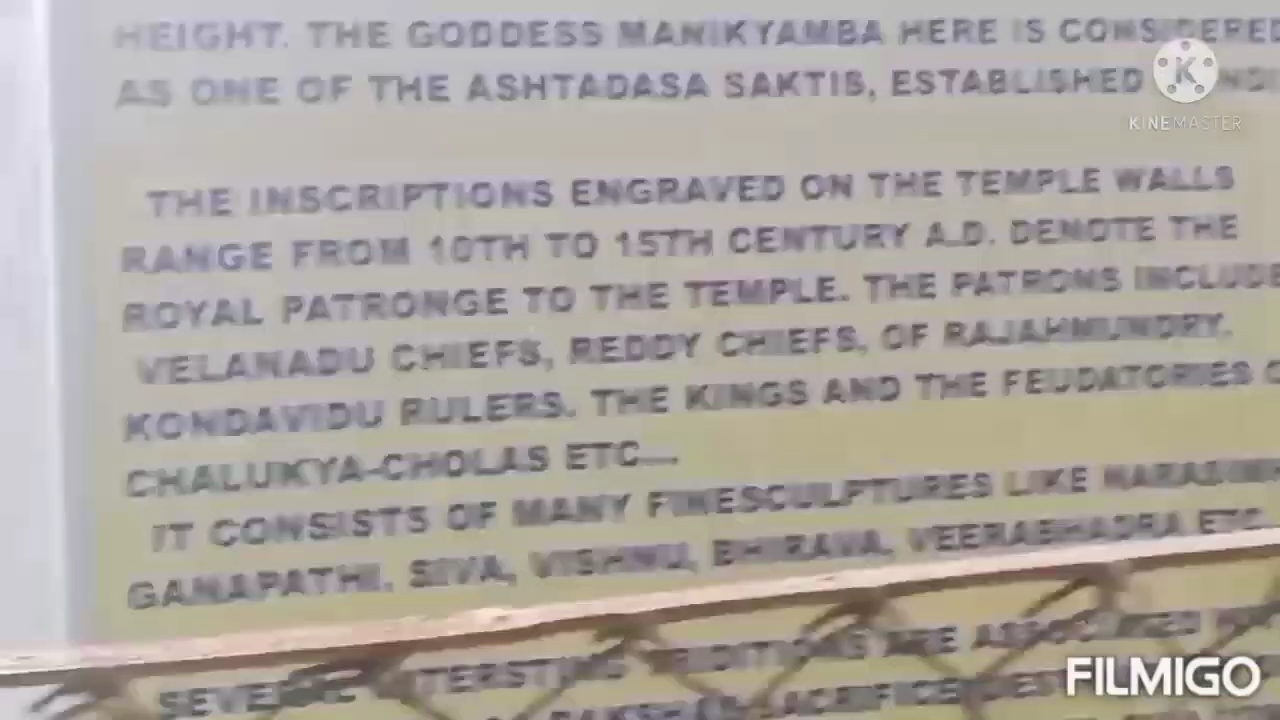 HEIGHT. THE GODDESS MANIKYAMBA HERE IS CONSIDERED
AS ONE OF THE ASHTADASA SAKTIS, ESTABLISHED
K
KINEMASTER
THE INSCRIPTIONS ENGRAVED ON THE TEMPLE WALLS
RANGE FROM 10TH TO 15TH CENTURY A.D. DENOTE THE
ROYAL PATRONGE TO THE TEMPLE. THE PATRONS INCLUDE
VELANADU CHIEFS, REDDY CHIEFS, OF RAJAHMUNDRY.
KONDAVIDU RULERS. THE KINGS AND THE FEUDATORIES
CHALUKYA-CHOLAS ETC...
IT CONSISTS OF MANY FINESCULPTURES LIKE
GANAPATHI. SIVA, VISHNU, BHIRAVA, VEERABHADRA ETC.
ARE ASSOCIATED
FILMIGO